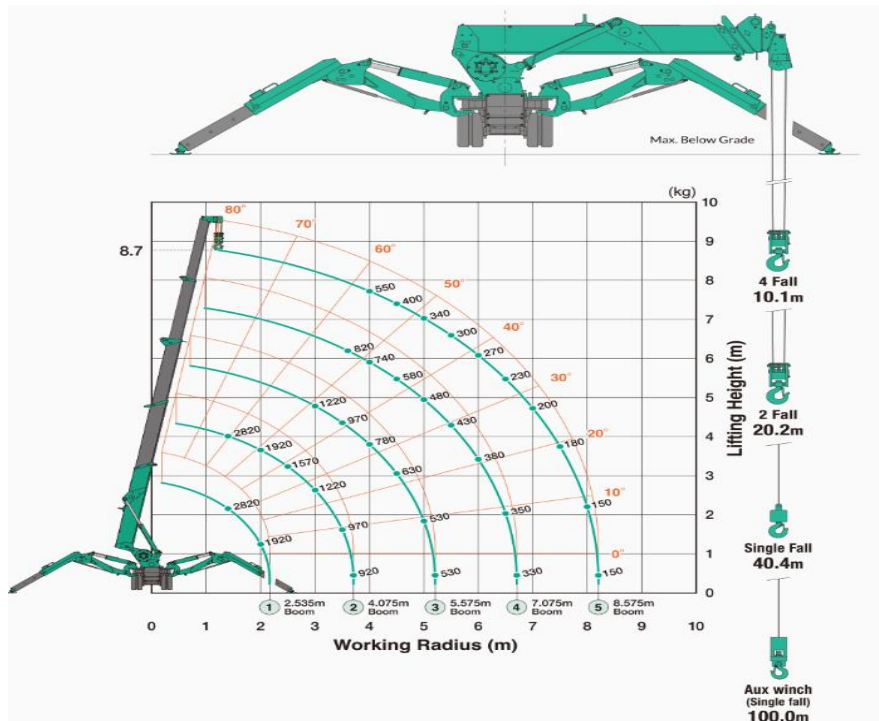 Max. Below Grade
(kg)
10
9
8
7
6
5
4
3
2
1
0
Lifting Height (m)
8.7
80°
70°
60°
50°
40°
30°
20°
10°
0°
550
400
340
300
270
230
200
180
150
150
820
740
580
480
430
380
350
330
1220
970
780
630
530
530
2820
1920
1570
1220
970
920
2820
1920
1 2.535m
Boom
2 4.075m
Boom
3 5.575m
Boom
4 7.075m
Boom
5 8.575m
Boom
0 1 2 3 4 5 6 7 8 9 10
Working Radius (m)
4 Fall
10.1m
2 Fall
20.2m
Single Fall
40.4m
Aux winch
(Single fall)
100.0m